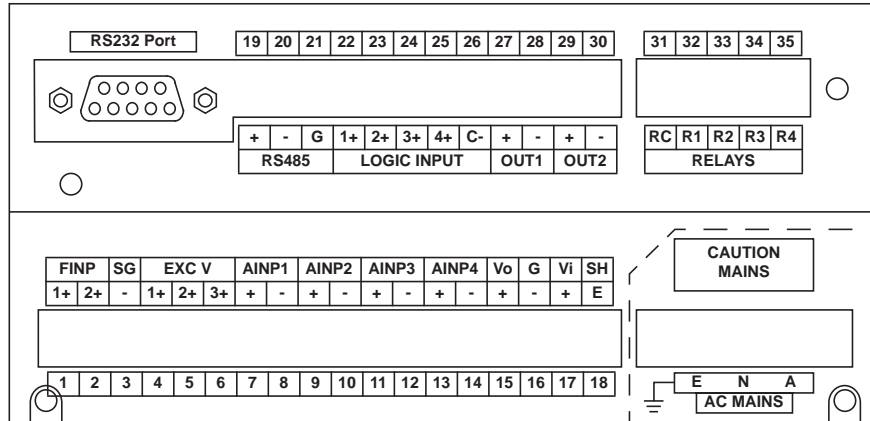 RS232 Port
19 20 21 22 23 24 25 26 27 28 29 30
31 32 33 34 35
+ - G 1+ 2+ 3+ 4+ C- + - + -
RC R1 R2 R3 R4
RS485 LOGIC INPUT OUT1 OUT2
RELAYS
CAUTION
MAINS
FINP SG EXC V AINP1 AINP2 AINP3 AINP4 Vo G Vi SH
1+ 2+ - 1+ 2+ 3+ + - + - + - + - + - + E
1 2 3 4 5 6 7 8 9 10 11 12 13 14 15 16 17 18
E N A
AC MAINS